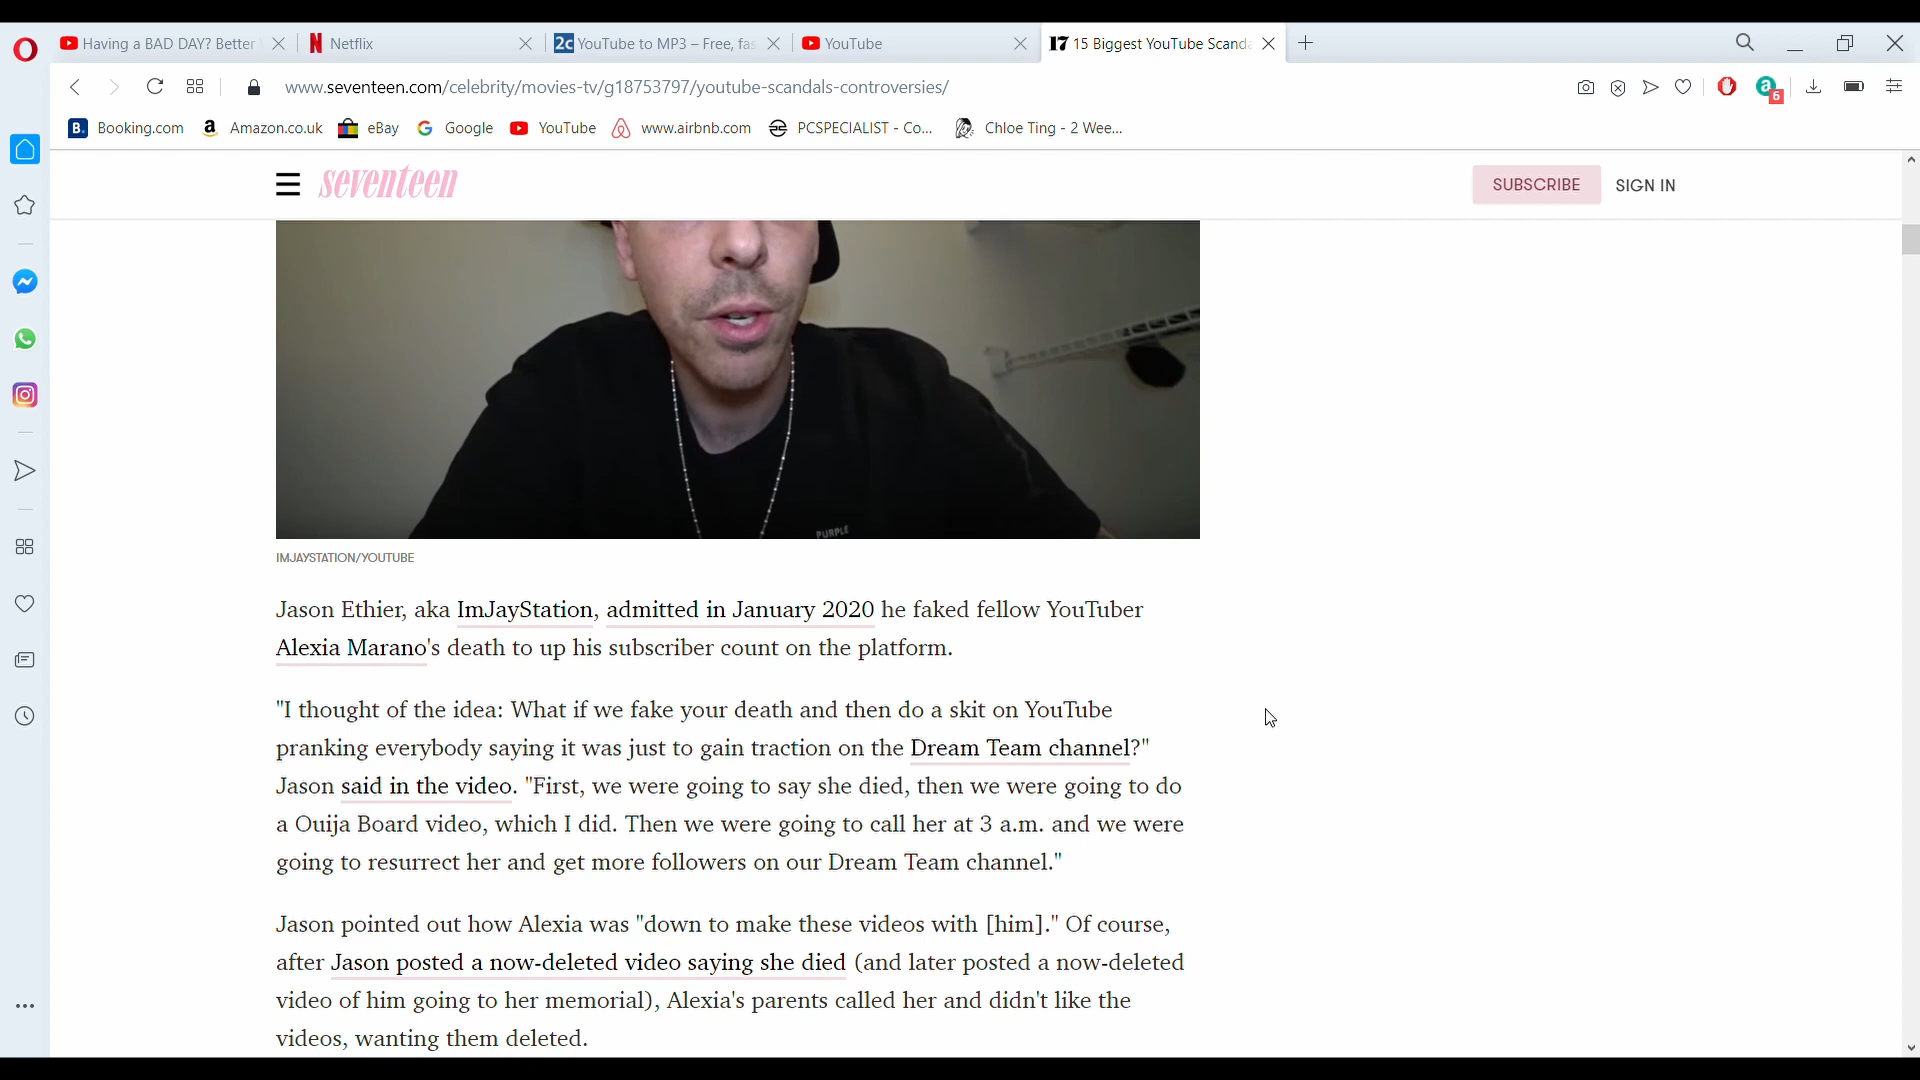 Having a BAD DAY? Better
Netflix
YouTube to MP3 – Free, fas
YouTube
17 15 Biggest YouTube Scanda
www.seventeen.com/celebrity/movies-tv/g18753797/youtube-scandals-controversies/
6
B. Booking.com
a Amazon.co.uk
eBay
Google
YouTube
www.airbnb.com
PCSPECIALIST - Co...
Chloe Ting - 2 Wee...
seventeen
SUBSCRIBE
SIGN IN
PURPLE
IMJAYSTATION/YOUTUBE
Jason Ethier, aka ImJayStation, admitted in January 2020 he faked fellow YouTuber
Alexia Marano's death to up his subscriber count on the platform.
"I thought of the idea: What if we fake your death and then do a skit on YouTube
pranking everybody saying it was just to gain traction on the Dream Team channel?"
Jason said in the video. "First, we were going to say she died, then we were going to do
a Ouija Board video, which I did. Then we were going to call her at 3 a.m. and we were
going to resurrect her and get more followers on our Dream Team channel."
Jason pointed out how Alexia was "down to make these videos with [him]." Of course,
after Jason posted a now-deleted video saying she died (and later posted a now-deleted
video of him going to her memorial), Alexia's parents called her and didn't like the
videos, wanting them deleted.